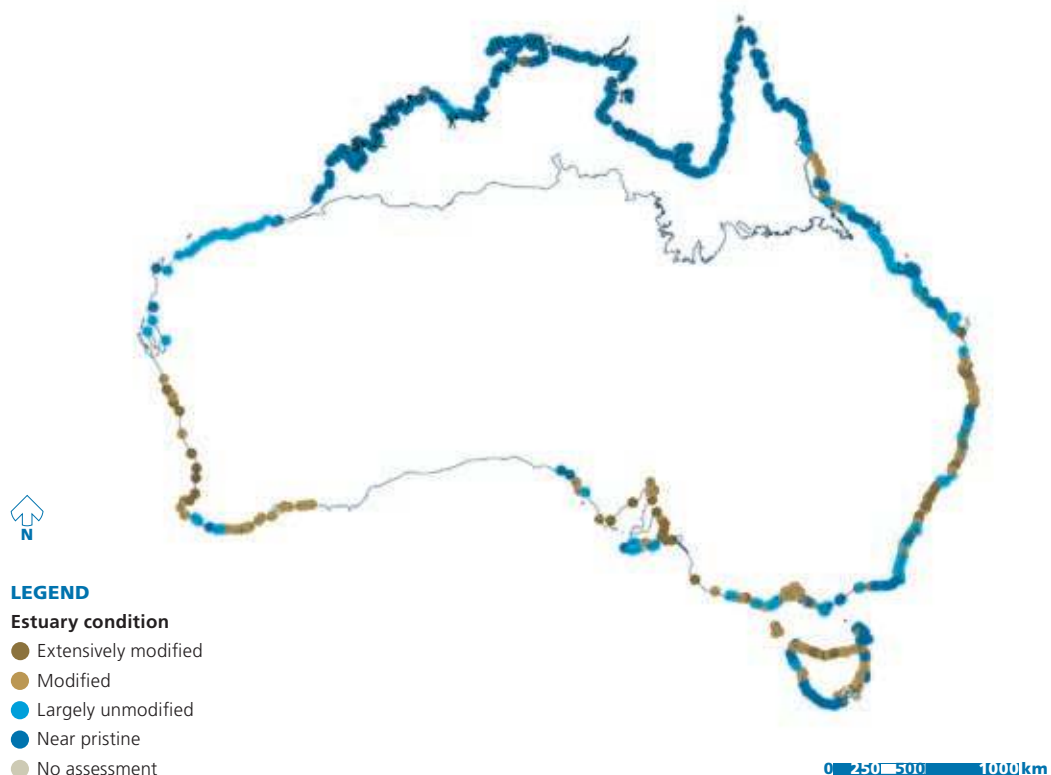 N
LEGEND
Estuary condition
Extensively modified
Modified
Largely unmodified
Near pristine
No assessment
0 250 500 1000 km